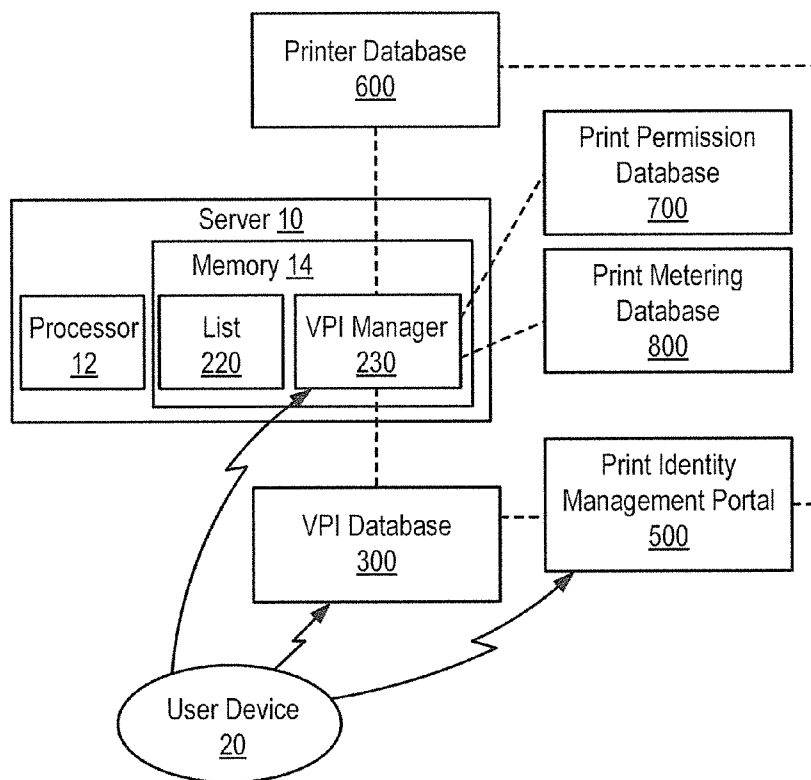 Printer Database
600
Print Permission
Database
700
Server 10
Memory 14
Processor
12
List
220
VPI Manager
230
Print Metering
Database
800
VPI Database
300
Print Identity
Management Portal
500
User Device
20